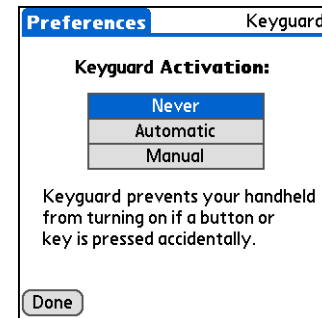 Preferences Keyguard
Keyguard Activation:
Never
Automatic
Manual
Keyguard prevents your handheld
from turning on if a button or
key is pressed accidentally.
Done